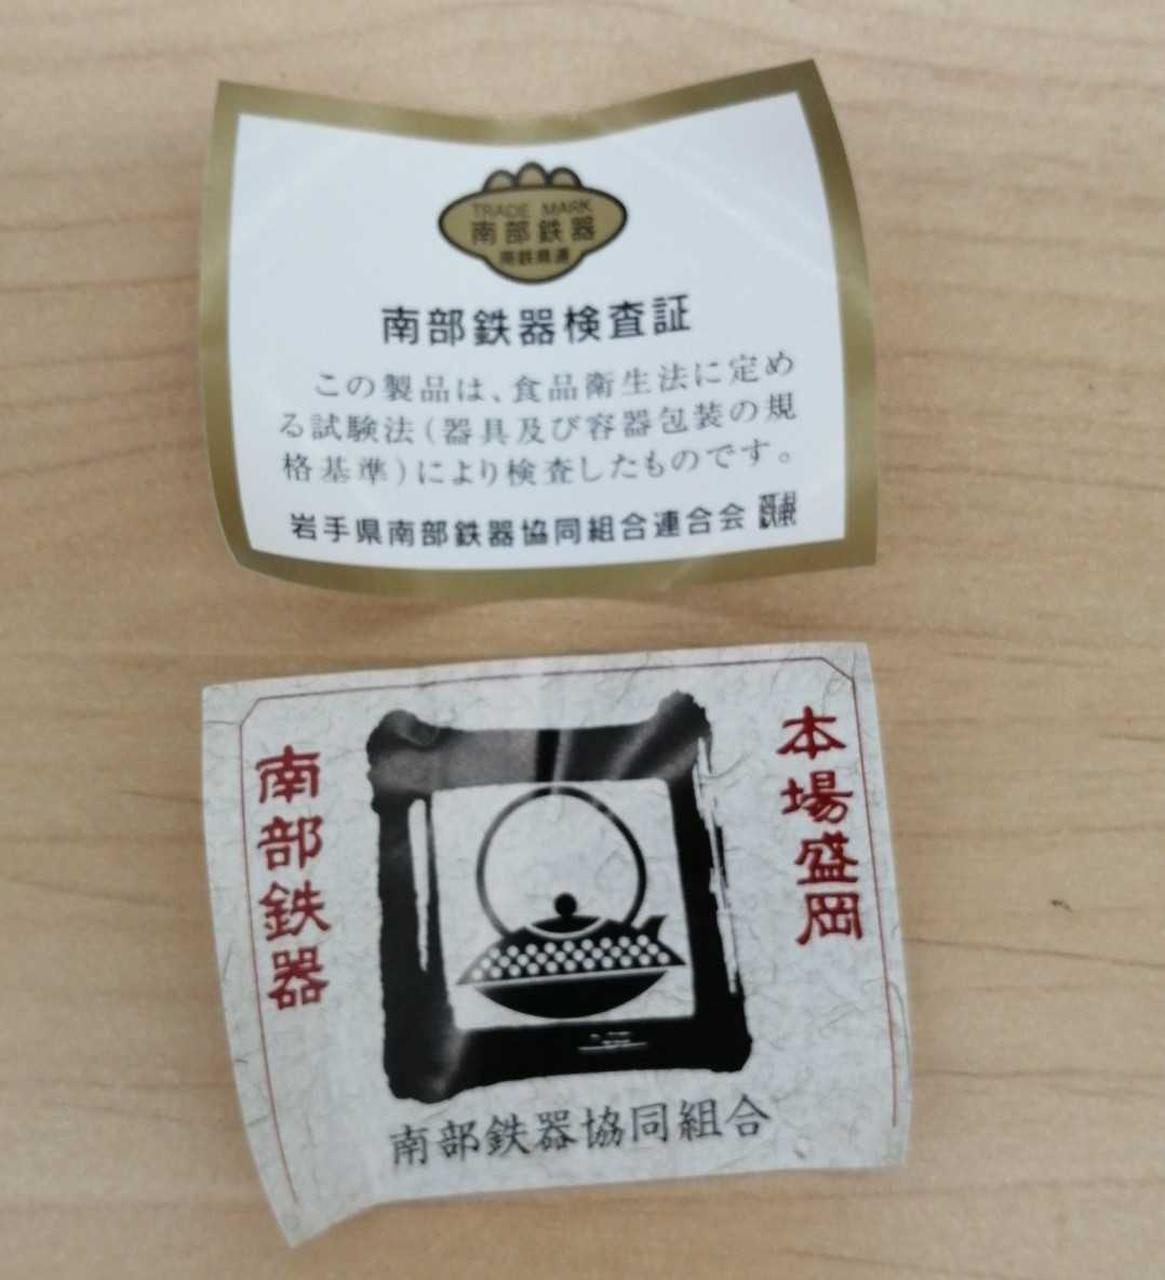 TRADE MARK
南部鉄器
南鉄県連
南部鉄器検査証
この製品は、食品衛生法に定め
る試験法(器具及び容器包装の規
格基準)により検査したものです。
岩手県南部鉄器協同組合連合会
本場盛岡
南部鉄器
南部鉄器協同組合